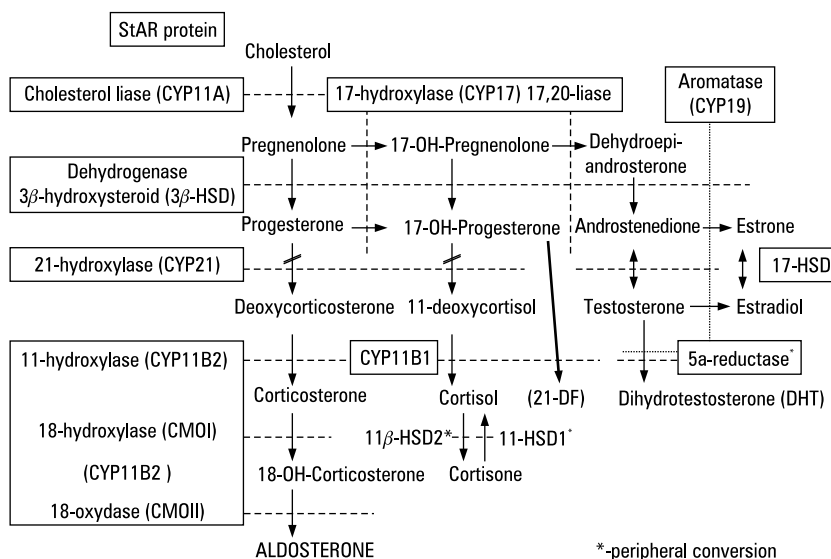 StAR protein
Cholesterol
Cholesterol liase (CYP11A)
17-hydroxylase (CYP17) 17,20-liase
Aromatase
(CYP19)
Pregnenolone
17-OH-Pregnenolone
Dehydroepi-
androsterone
Dehydrogenase
3β-hydroxysteroid (3β-HSD)
Progesterone
17-OH-Progesterone
Androstenedione
Estrone
21-hydroxylase (CYP21)
17-HSD
Deoxycorticosterone
11-deoxycortisol
Testosterone
Estradiol
11-hydroxylase (CYP11B2)
CYP11B1
5a-reductase*
Corticosterone
Cortisol
(21-DF)
Dihydrotestosterone (DHT)
18-hydroxylase (CMOI)
11β-HSD2*
11-HSD1*
(CYP11B2 )
18-OH-Corticosterone
Cortisone
18-oxydase (CMOII)
ALDOSTERONE
*-peripheral conversion